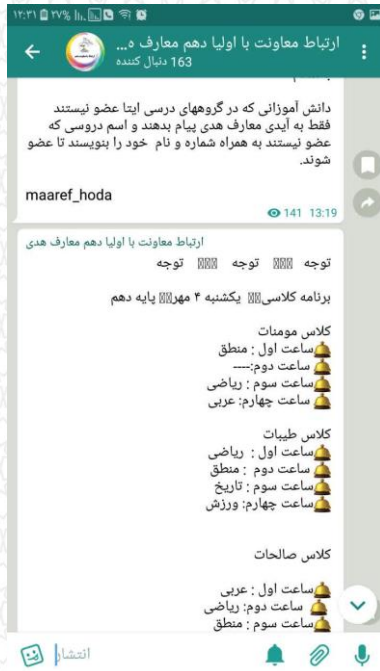 ۱۲:۳۱ ۲۷%
ارتباط معاونت با اولیا دهم معارف ه...
163 دنبال کننده
دانش آموزانی که در گروههای درسی ایتا عضو نیستند
فقط به آیدی معارف هدی پیام بدهند و اسم دروسی که
عضو نیستند به همراه شماره و نام خود را بنویسند تا عضو
شوند.
maaref_hoda
141 13:19
ارتباط معاونت با اولیا دهم معارف هدی
توجه توجه توجه
برنامه کلاسی یکشنبه ۴ مهر پایه دهم
کلاس مومنات
ساعت اول : منطق
ساعت دوم:----
ساعت سوم : ریاضی
ساعت چهارم: عربی
کلاس طیبات
ساعت اول : ریاضی
ساعت دوم : منطق
ساعت سوم : تاریخ
ساعت چهارم: ورزش
کلاس صالحات
ساعت اول : عربی
ساعت دوم: ریاضی
ساعت سوم : منطق
انتشار